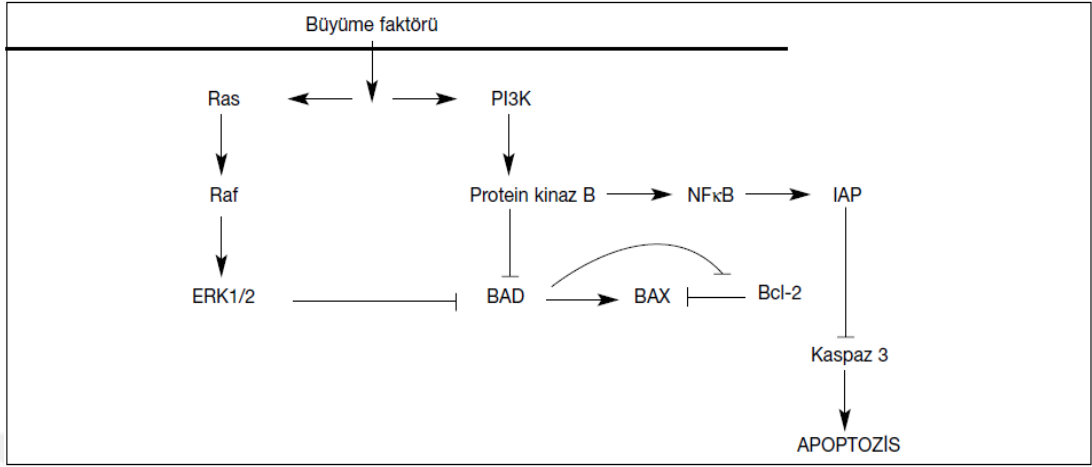 Büyüme faktörü
Ras PI3K
Raf Protein kinaz B NFκB IAP
ERK1/2 BAD BAX Bcl-2
Kaspaz 3
APOPTOZİS